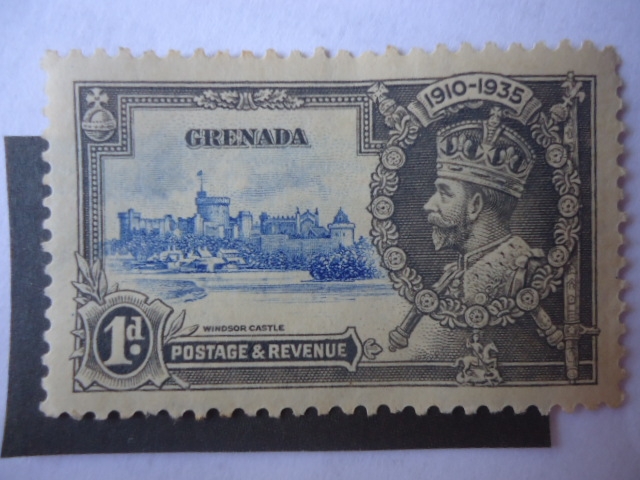 1910-1935
GRENADA
WINDSOR CASTLE
1d.
POSTAGE & REVENUE